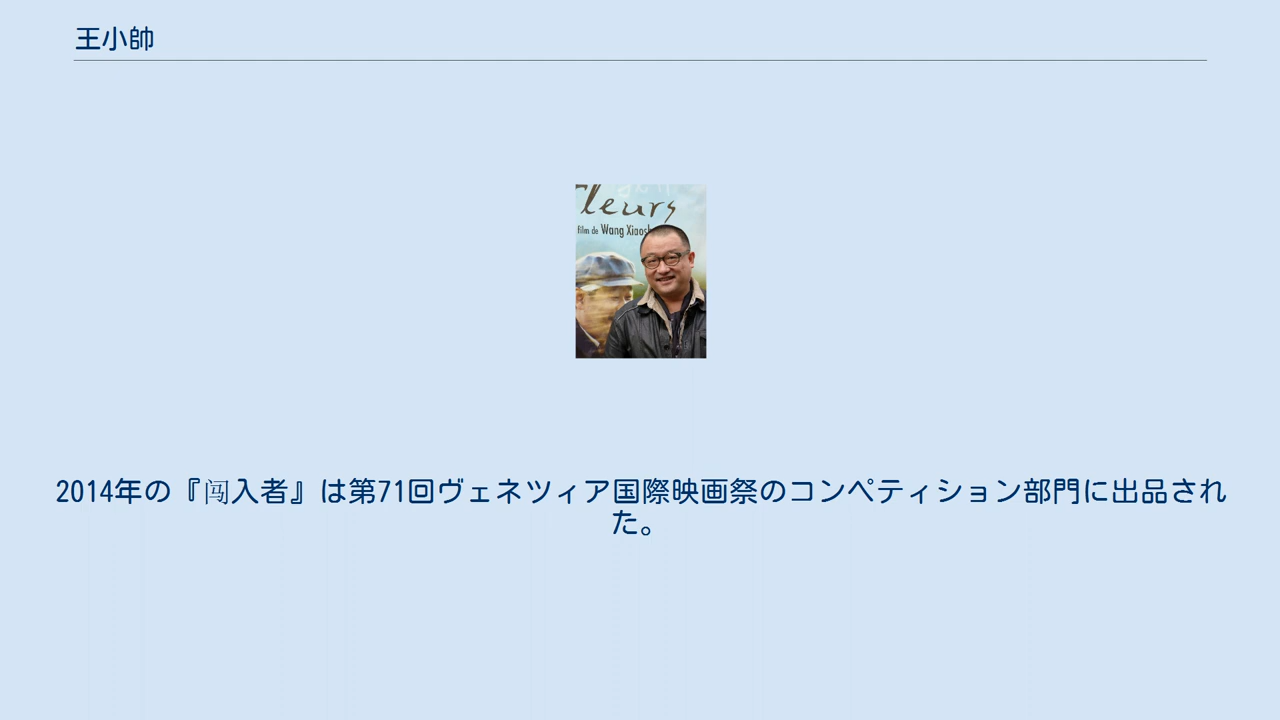 王小帥
Fleurs
film de Wang Xiaosh
2014年の『闯入者』は第71回ヴェネツィア国際映画祭のコンペティション部門に出品され
た。